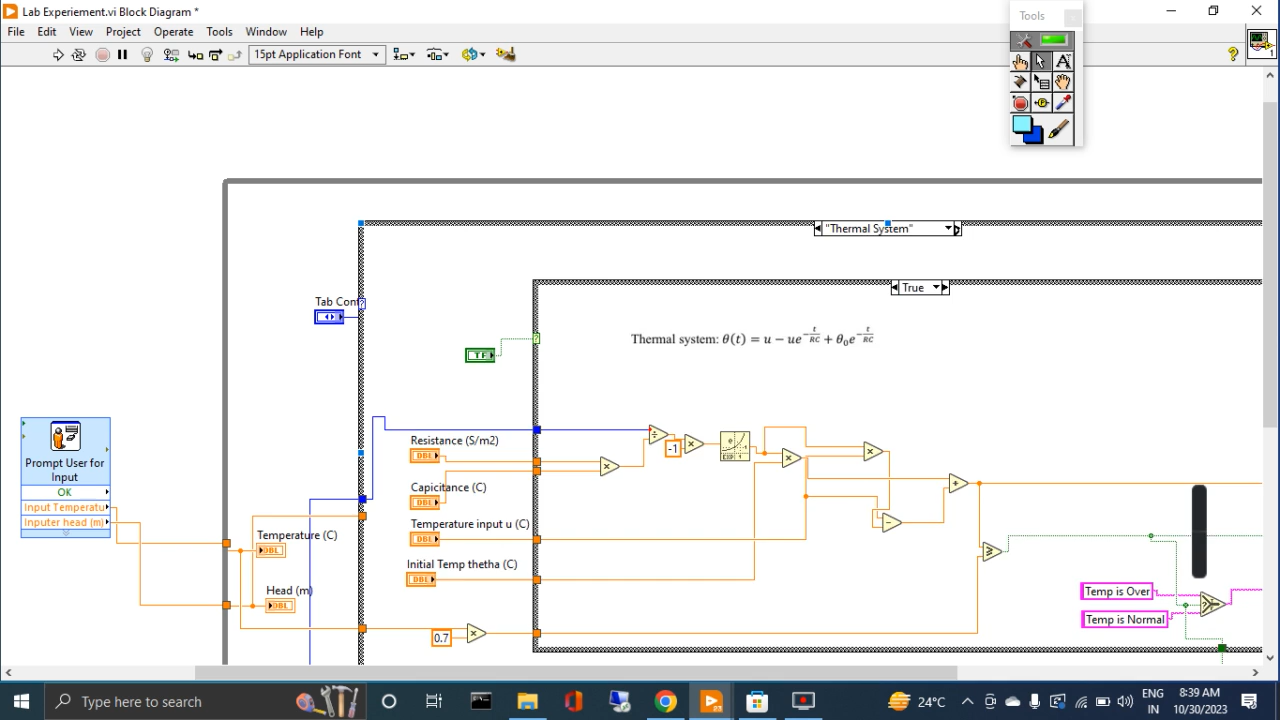 Lab Experiement.vi Block Diagram *
Tools
File Edit View Project Operate Tools Window Help
15pt Application Font
"Thermal System"
True
Tab Cont
TF
Thermal system: θ(t) = u − ue^{−t/RC} + θ₀e^{−t/RC}
Prompt User for
Input
OK
Input Temperatu
Inputer head (m)
Resistance (S/m2)
DBL
-1
Capicitance (C)
DBL
Temperature input u (C)
DBL
Temperature (C)
DBL
Initial Temp thetha (C)
DBL
Head (m)
DBL
0.7
Temp is Over
Temp is Normal
Type here to search
24°C
ENG
IN
8:39 AM
10/30/2023